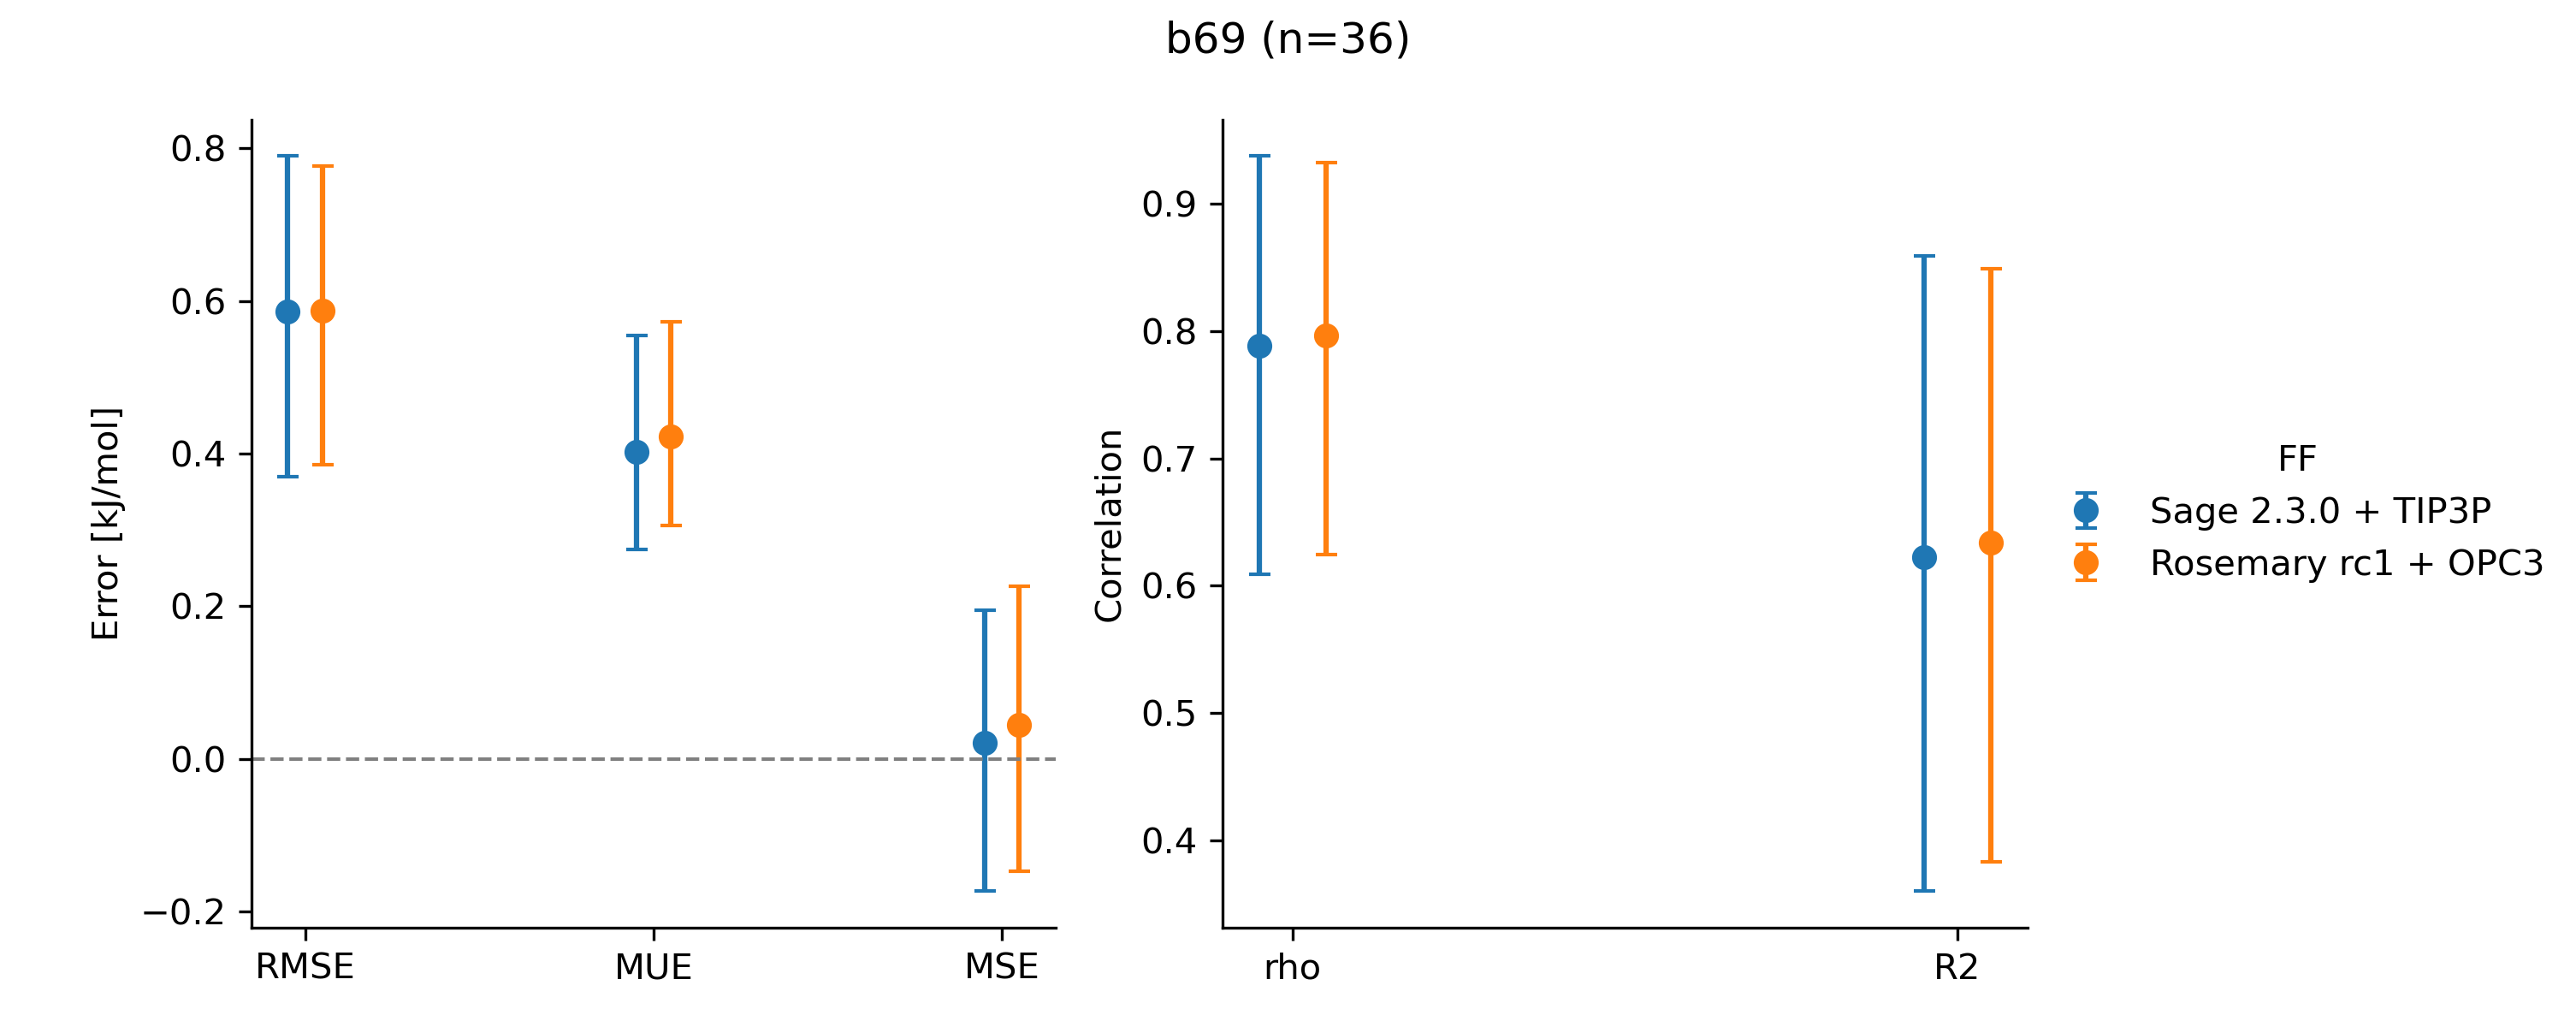 b69 (n=36)
Error [kJ/mol]
0.8
0.6
0.4
0.2
0.0
−0.2
RMSE
MUE
MSE
Correlation
0.9
0.8
0.7
0.6
0.5
0.4
rho
R2
FF
Sage 2.3.0 + TIP3P
Rosemary rc1 + OPC3